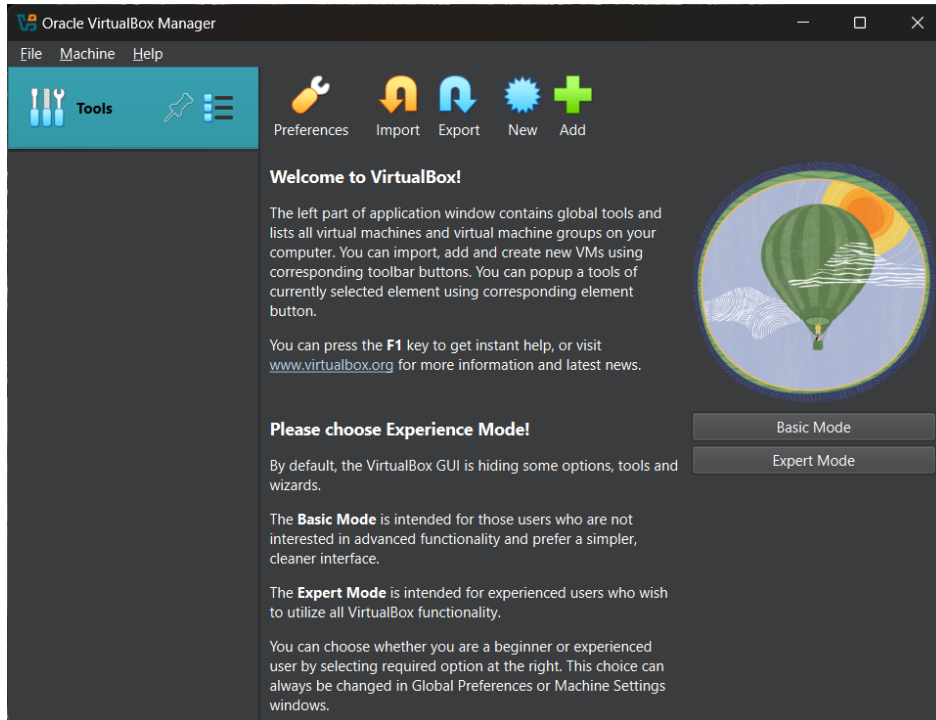 Oracle VirtualBox Manager
File Machine Help
Tools
Preferences Import Export New Add
Welcome to VirtualBox!
The left part of application window contains global tools and
lists all virtual machines and virtual machine groups on your
computer. You can import, add and create new VMs using
corresponding toolbar buttons. You can popup a tools of
currently selected element using corresponding element
button.
You can press the F1 key to get instant help, or visit
www.virtualbox.org for more information and latest news.
Please choose Experience Mode!
By default, the VirtualBox GUI is hiding some options, tools and
wizards.
The Basic Mode is intended for those users who are not
interested in advanced functionality and prefer a simpler,
cleaner interface.
The Expert Mode is intended for experienced users who wish
to utilize all VirtualBox functionality.
You can choose whether you are a beginner or experienced
user by selecting required option at the right. This choice can
always be changed in Global Preferences or Machine Settings
windows.
Basic Mode
Expert Mode